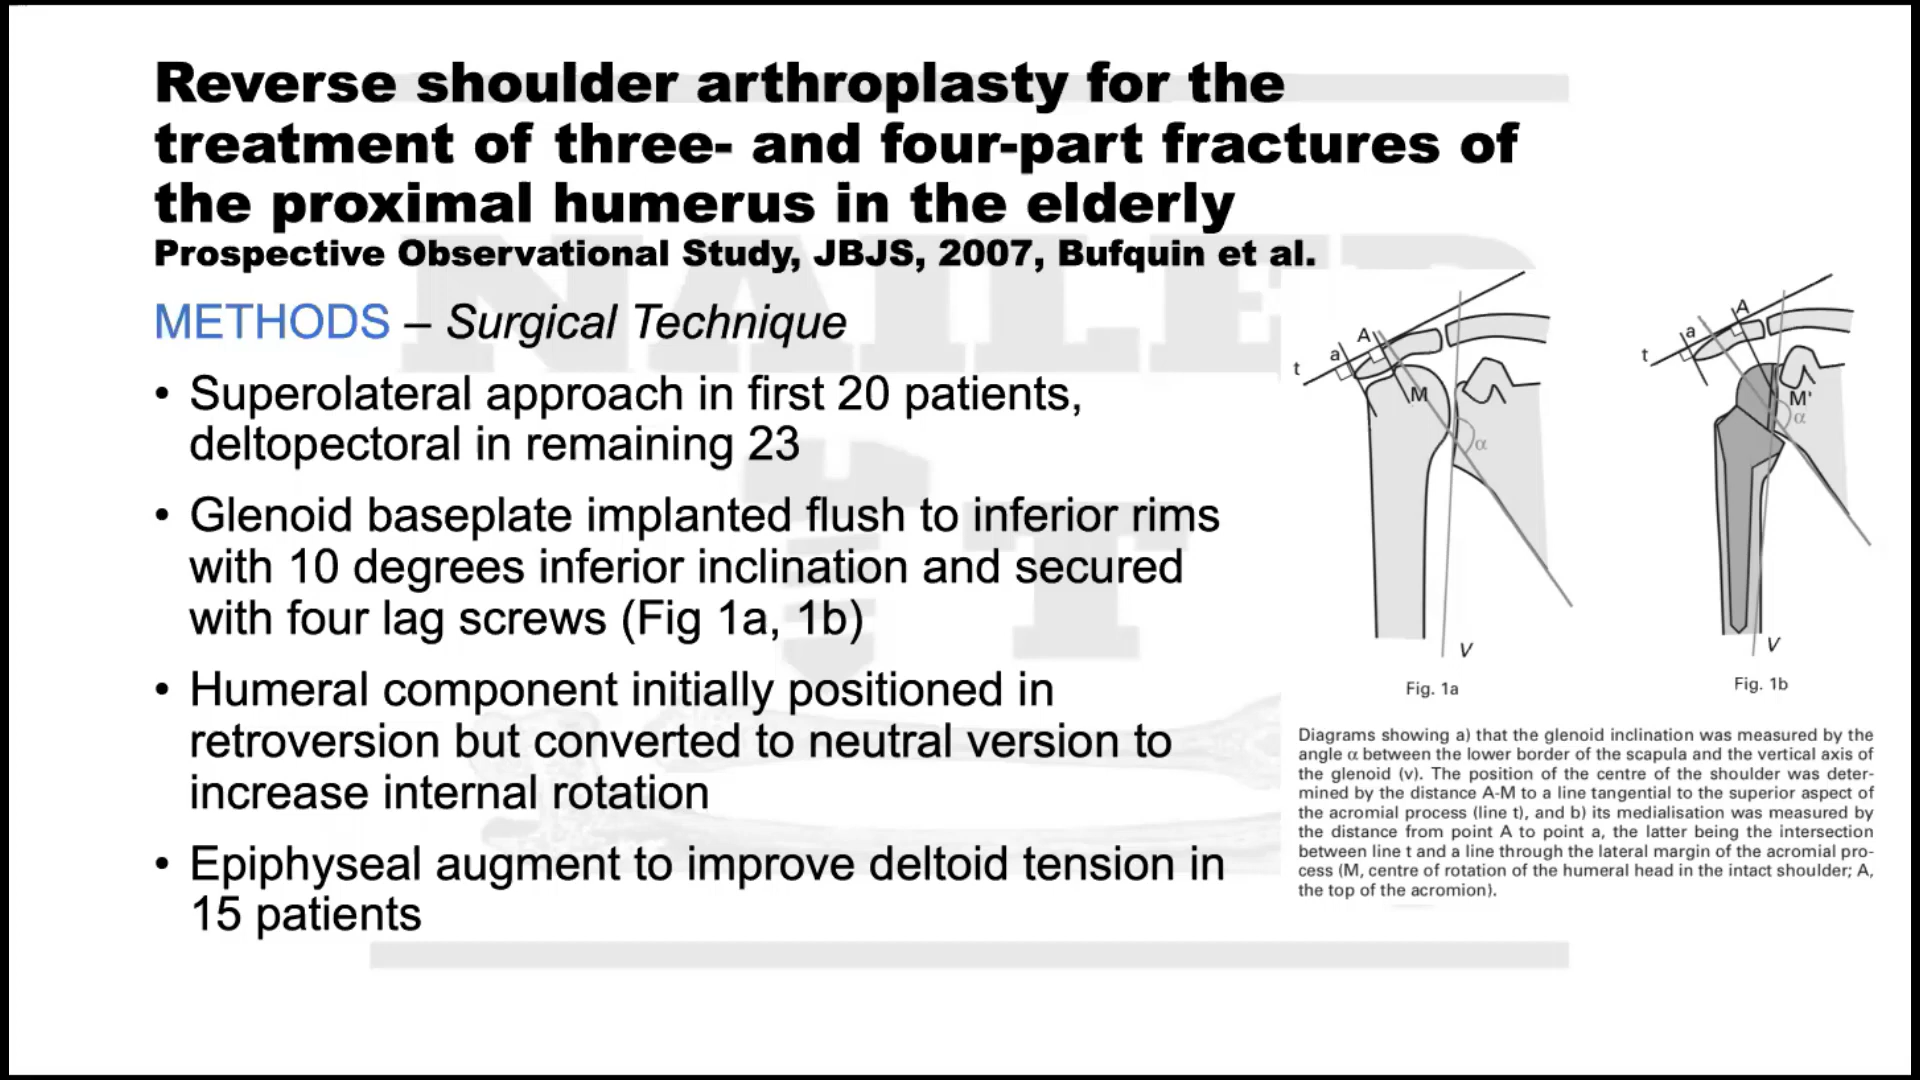 Reverse shoulder arthroplasty for the
treatment of three- and four-part fractures of
the proximal humerus in the elderly
Prospective Observational Study, JBJS, 2007, Bufquin et al.
METHODS – Surgical Technique
• Superolateral approach in first 20 patients,
deltopectoral in remaining 23
• Glenoid baseplate implanted flush to inferior rims
with 10 degrees inferior inclination and secured
with four lag screws (Fig 1a, 1b)
• Humeral component initially positioned in
retroversion but converted to neutral version to
increase internal rotation
• Epiphyseal augment to improve deltoid tension in
15 patients
NAILED
IT
A
a
t
M
α
V
Fig. 1a
A
a
t
M'
α
V
Fig. 1b
Diagrams showing a) that the glenoid inclination was measured by the
angle α between the lower border of the scapula and the vertical axis of
the glenoid (v). The position of the centre of the shoulder was deter-
mined by the distance A-M to a line tangential to the superior aspect of
the acromial process (line t), and b) its medialisation was measured by
the distance from point A to point a, the latter being the intersection
between line t and a line through the lateral margin of the acromial pro-
cess (M, centre of rotation of the humeral head in the intact shoulder; A,
the top of the acromion).